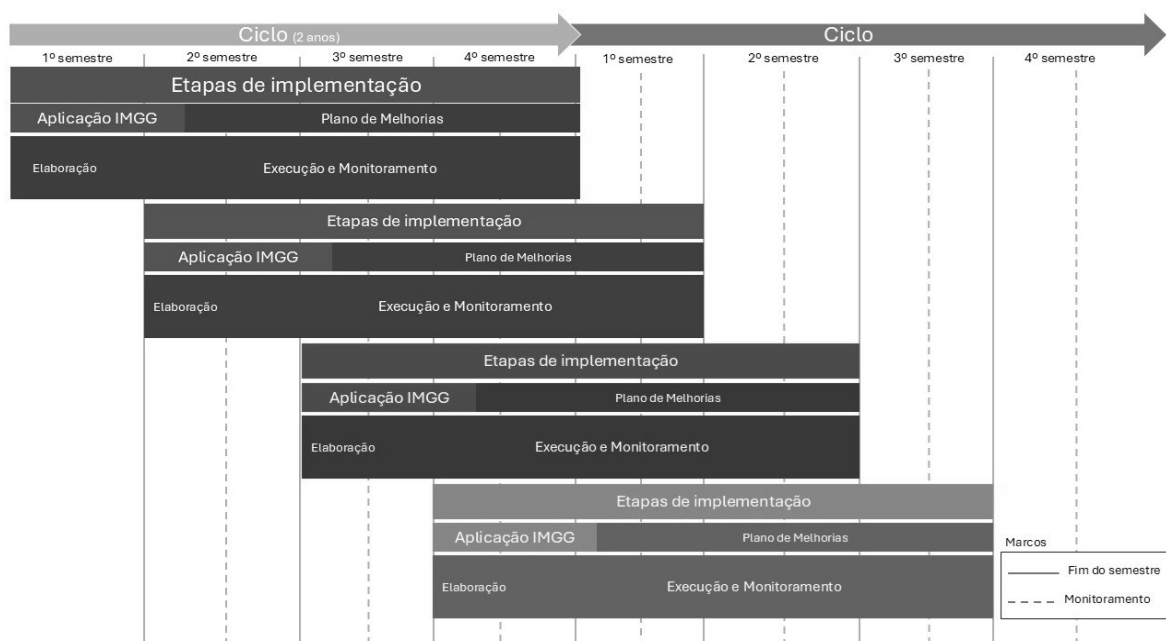 Ciclo (2 anos)
Ciclo
1º semestre
2º semestre
3º semestre
4º semestre
1º semestre
2º semestre
3º semestre
4º semestre
Etapas de implementação
Aplicação IMGG
Plano de Melhorias
Elaboração
Execução e Monitoramento
Etapas de implementação
Aplicação IMGG
Plano de Melhorias
Elaboração
Execução e Monitoramento
Etapas de implementação
Aplicação IMGG
Plano de Melhorias
Elaboração
Execução e Monitoramento
Etapas de implementação
Aplicação IMGG
Plano de Melhorias
Elaboração
Execução e Monitoramento
Marcos
Fim do semestre
Monitoramento